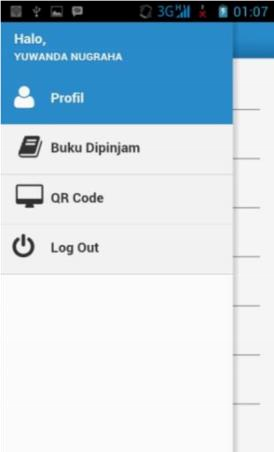 3G H 01:07
Halo,
YUWANDA NUGRAHA
Profil
Buku Dipinjam
QR Code
Log Out